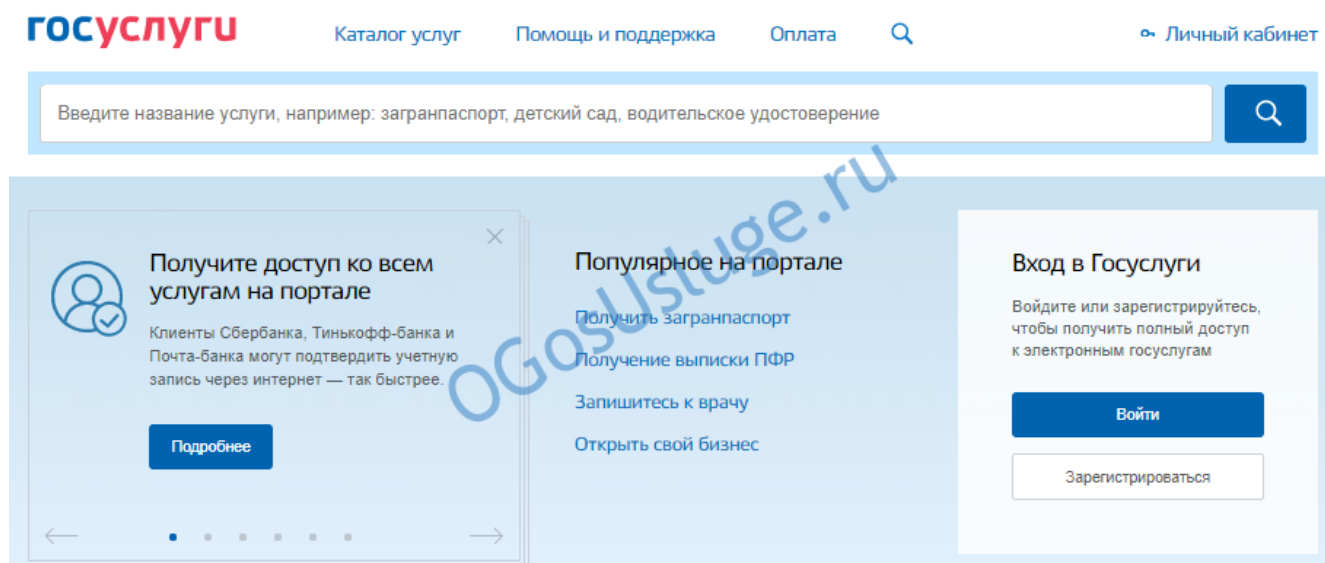 госуслуги
Каталог услуг
Помощь и поддержка
Оплата
Личный кабинет
Введите название услуги, например: загранпаспорт, детский сад, водительское удостоверение
Получите доступ ко всем
услугам на портале
Клиенты Сбербанка, Тинькофф-банка и
Почта-банка могут подтвердить учетную
запись через интернет — так быстрее.
Подробнее
Популярное на портале
Получить загранпаспорт
Получение выписки ПФР
Запишитесь к врачу
Открыть свой бизнес
Вход в Госуслуги
Войдите или зарегистрируйтесь,
чтобы получить полный доступ
к электронным госуслугам
Войти
Зарегистрироваться
OGosUsluge.ru